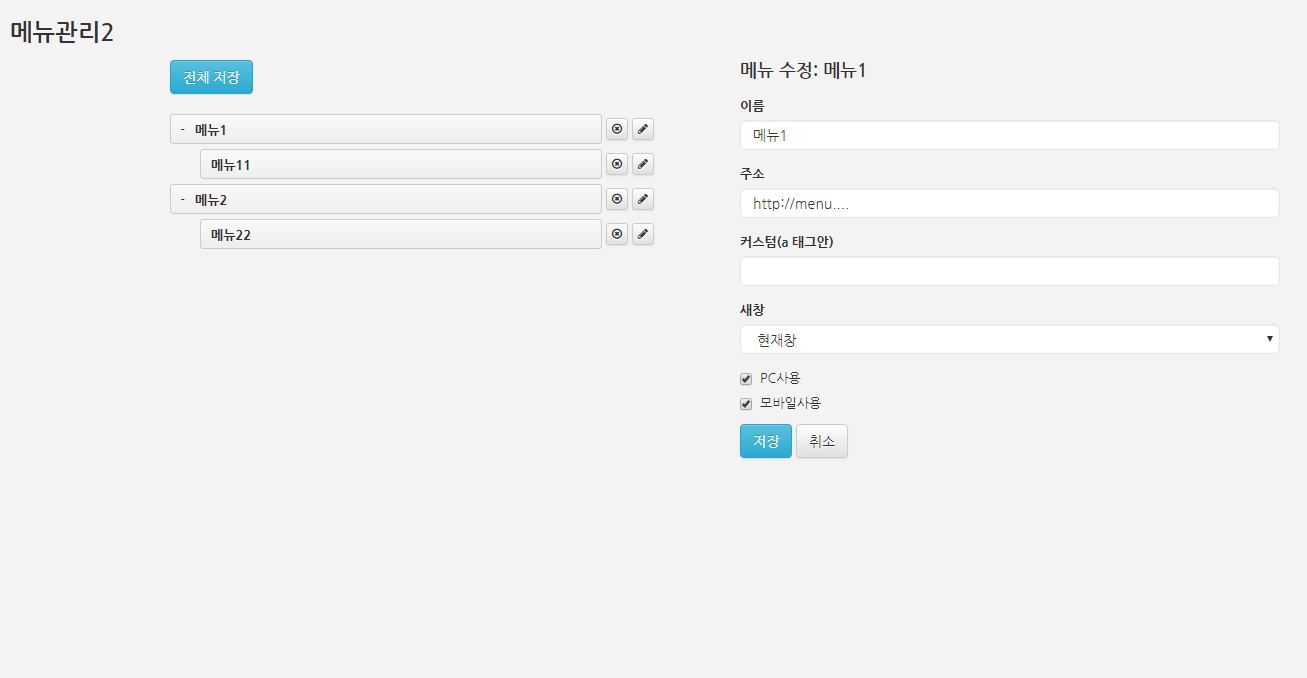 메뉴관리2
전체 저장
- 메뉴1
메뉴11
- 메뉴2
메뉴22
메뉴 수정: 메뉴1
이름
메뉴1
주소
http://menu....
커스텀(a 태그안)
새창
현재창
PC사용
모바일사용
저장 취소